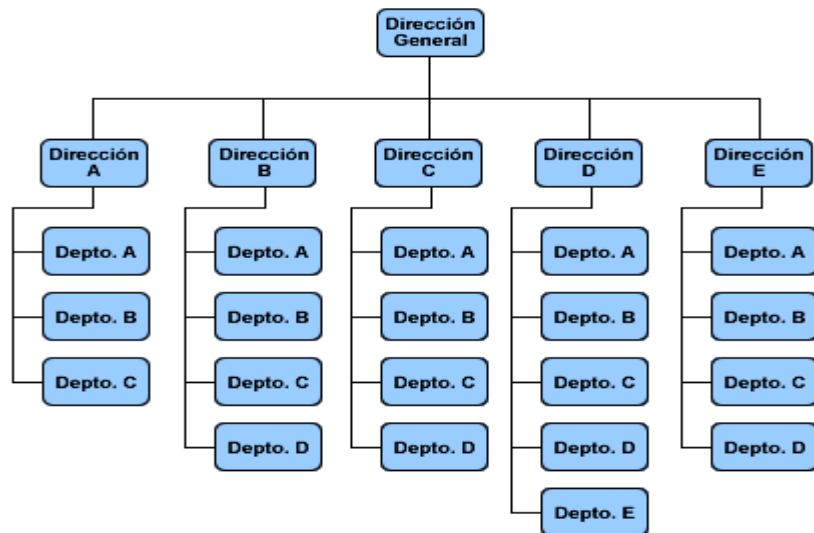 Dirección
General
Dirección
A
Dirección
B
Dirección
C
Dirección
D
Dirección
E
Depto. A
Depto. A
Depto. A
Depto. A
Depto. A
Depto. B
Depto. B
Depto. B
Depto. B
Depto. B
Depto. C
Depto. C
Depto. C
Depto. C
Depto. C
Depto. D
Depto. D
Depto. D
Depto. D
Depto. E